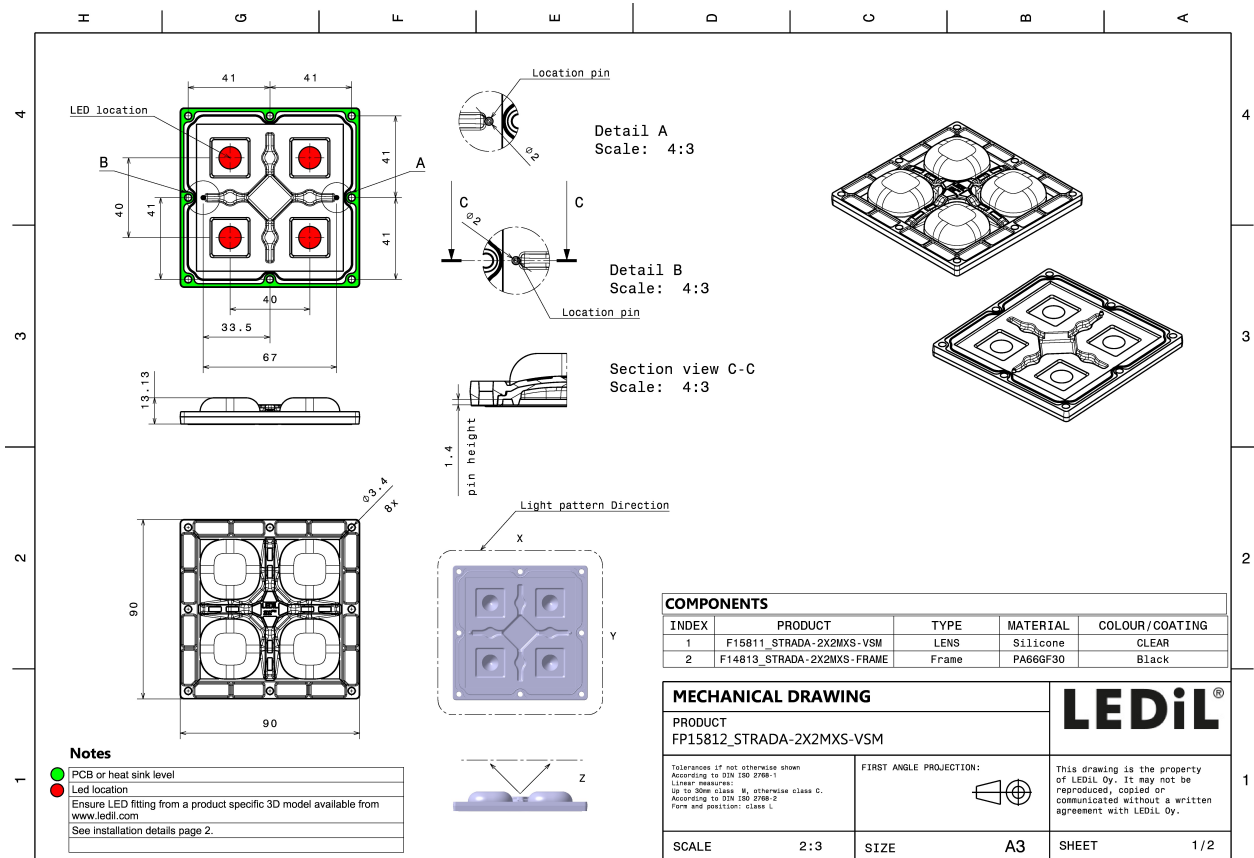 H G F E D C B A
4
4
3
3
2
2
1
1
41
41
LED location
B
A
41
41
40
41
40
33.5
67
Location pin
Ø2
Detail A
Scale: 4:3
C
C
Ø2
Detail B
Scale: 4:3
Location pin
13.13
Section view C-C
Scale: 4:3
1.4
pin height
Ø3.4
8x
90
90
LEDiL
Light pattern Direction
X
Y
Z
Notes
PCB or heat sink level
Led location
Ensure LED fitting from a product specific 3D model available from
www.ledil.com
See installation details page 2.
COMPONENTS
INDEX PRODUCT TYPE MATERIAL COLOUR/COATING
1 F15811_STRADA-2X2MXS-VSM LENS Silicone CLEAR
2 F14813_STRADA-2X2MXS-FRAME Frame PA66GF30 Black
MECHANICAL DRAWING
LEDiL®
PRODUCT
FP15812_STRADA-2X2MXS-VSM
Tolerances if not otherwise shown
According to DIN ISO 2768-1
Linear measures:
Up to 30mm class M, otherwise class C.
According to DIN ISO 2768-2
Form and position: class L
FIRST ANGLE PROJECTION:
This drawing is the property
of LEDiL Oy. It may not be
reproduced, copied or
communicated without a written
agreement with LEDiL Oy.
SCALE 2:3
SIZE A3
SHEET 1/2